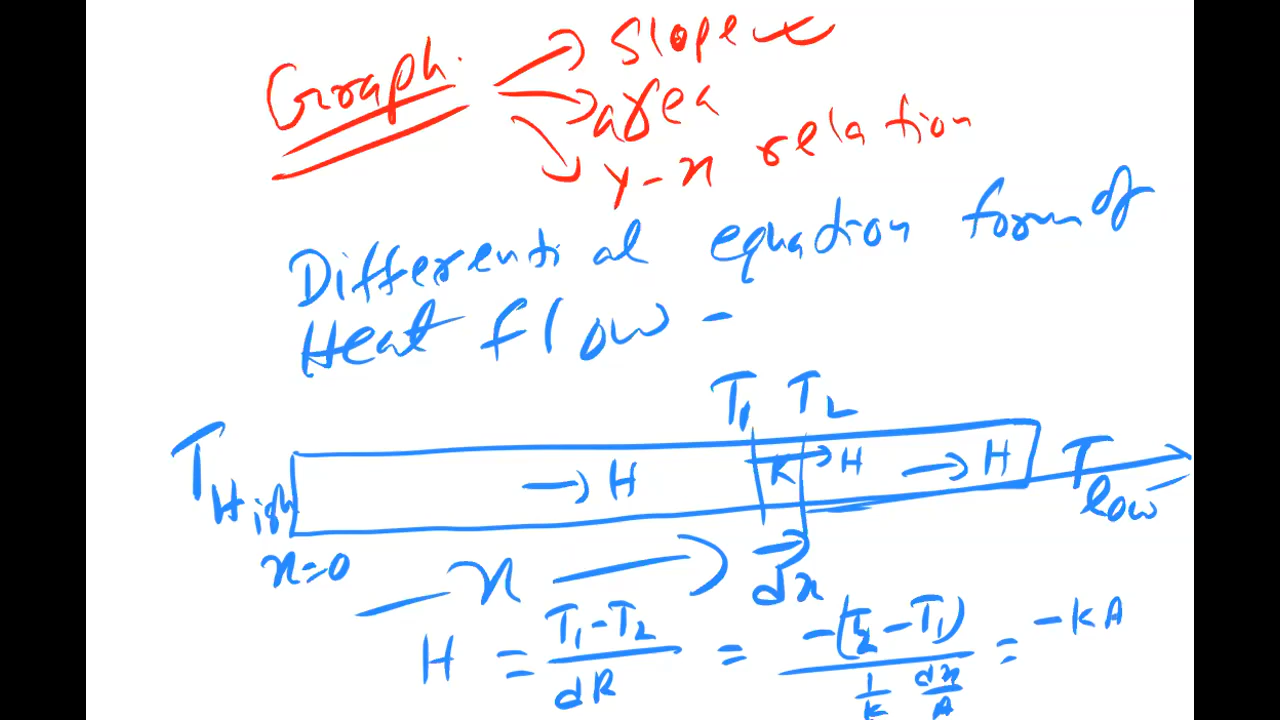 Graph. → Slope
→ area
→ y-x relation
Differential equation form of
Heat flow -
T1 T2
THigh → H K → H → H Tlow
x=0 x → dx
H = (T1-T2)/dR = -(T2-T1)/(1/K dx/A) = -KA